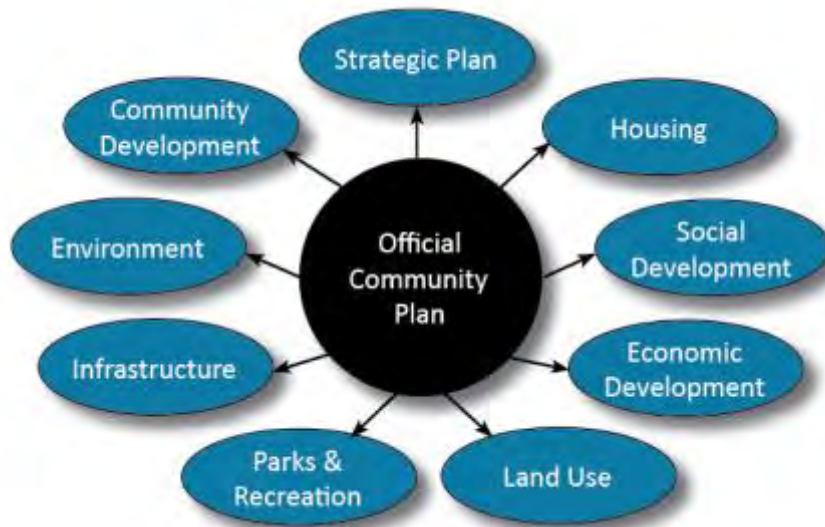 Strategic Plan
Community
Development
Housing
Environment
Official
Community
Plan
Social
Development
Infrastructure
Economic
Development
Parks &
Recreation
Land Use